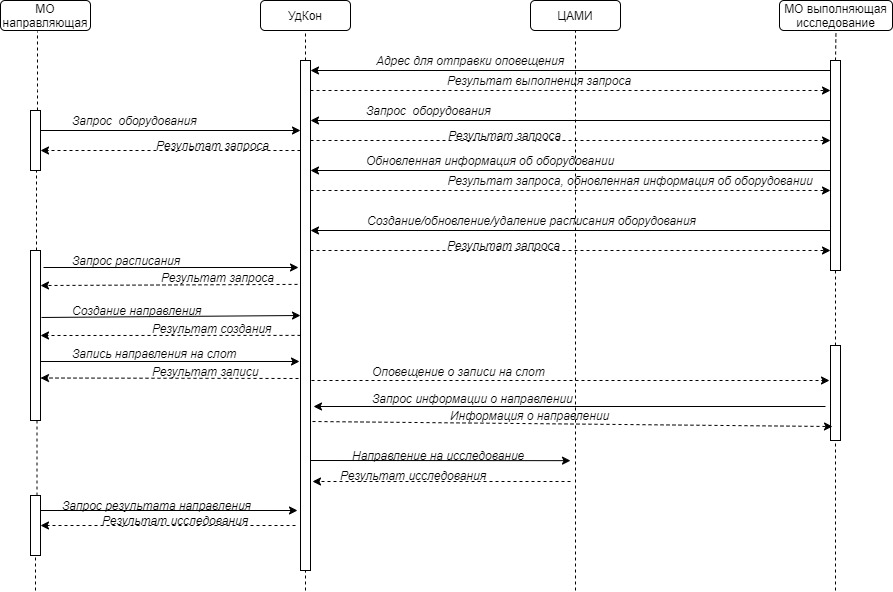 МО
направляющая
УдКон
ЦАМИ
МО выполняющая
исследование
Адрес для отправки оповещения
Результат выполнения запроса
Запрос оборудования
Запрос оборудования
Результат запроса
Результат запроса
Обновленная информация об оборудовании
Результат запроса, обновленная информация об оборудовании
Создание/обновление/удаление расписания оборудования
Результат запроса
Запрос расписания
Результат запроса
Создание направления
Результат создания
Запись направления на слот
Результат записи
Оповещение о записи на слот
Запрос информации о направлении
Информация о направлении
Направление на исследование
Результат исследования
Запрос результата направления
Результат исследования